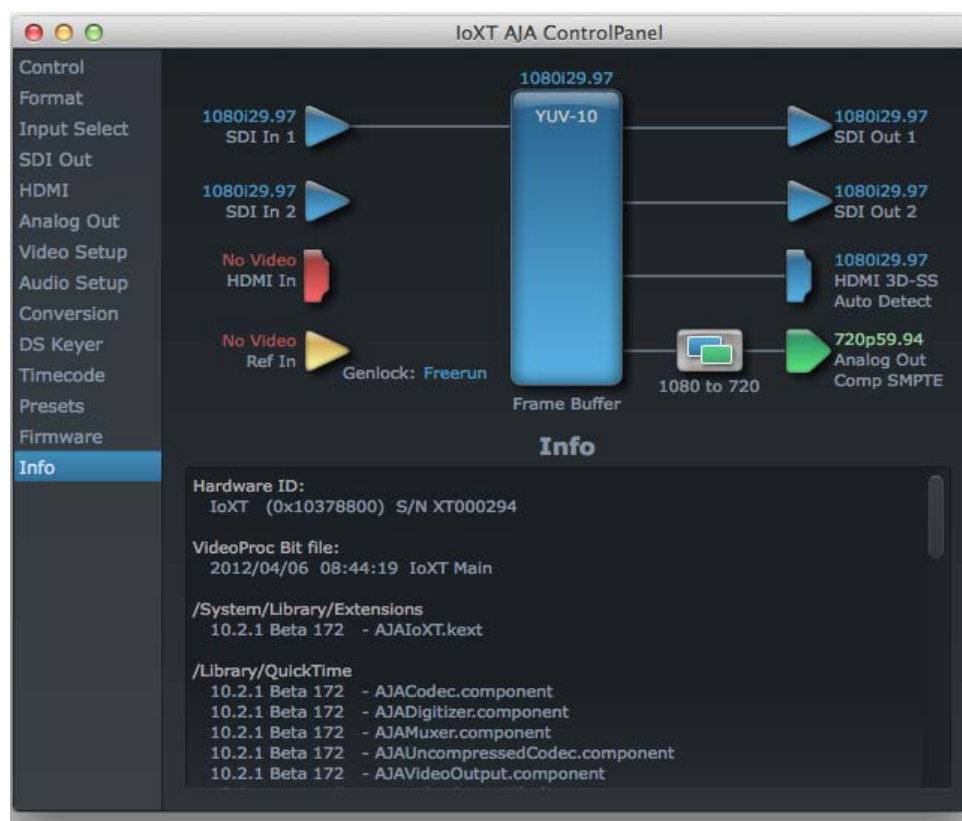 IoXT AJA ControlPanel
Control
Format
Input Select
SDI Out
HDMI
Analog Out
Video Setup
Audio Setup
Conversion
DS Keyer
Timecode
Presets
Firmware
Info
1080i29.97
YUV-10
Frame Buffer
1080i29.97
SDI In 1
1080i29.97
SDI In 2
No Video
HDMI In
No Video
Ref In
Genlock: Freerun
1080i29.97
SDI Out 1
1080i29.97
SDI Out 2
1080i29.97
HDMI 3D-SS
Auto Detect
1080 to 720
720p59.94
Analog Out
Comp SMPTE
Info
Hardware ID:
IoXT (0x10378800) S/N XT000294
VideoProc Bit file:
2012/04/06 08:44:19 IoXT Main
/System/Library/Extensions
10.2.1 Beta 172 - AJAIoXT.kext
/Library/QuickTime
10.2.1 Beta 172 - AJACodec.component
10.2.1 Beta 172 - AJADigitizer.component
10.2.1 Beta 172 - AJAMuxer.component
10.2.1 Beta 172 - AJAUncompressedCodec.component
10.2.1 Beta 172 - AJAVideoOutput.component